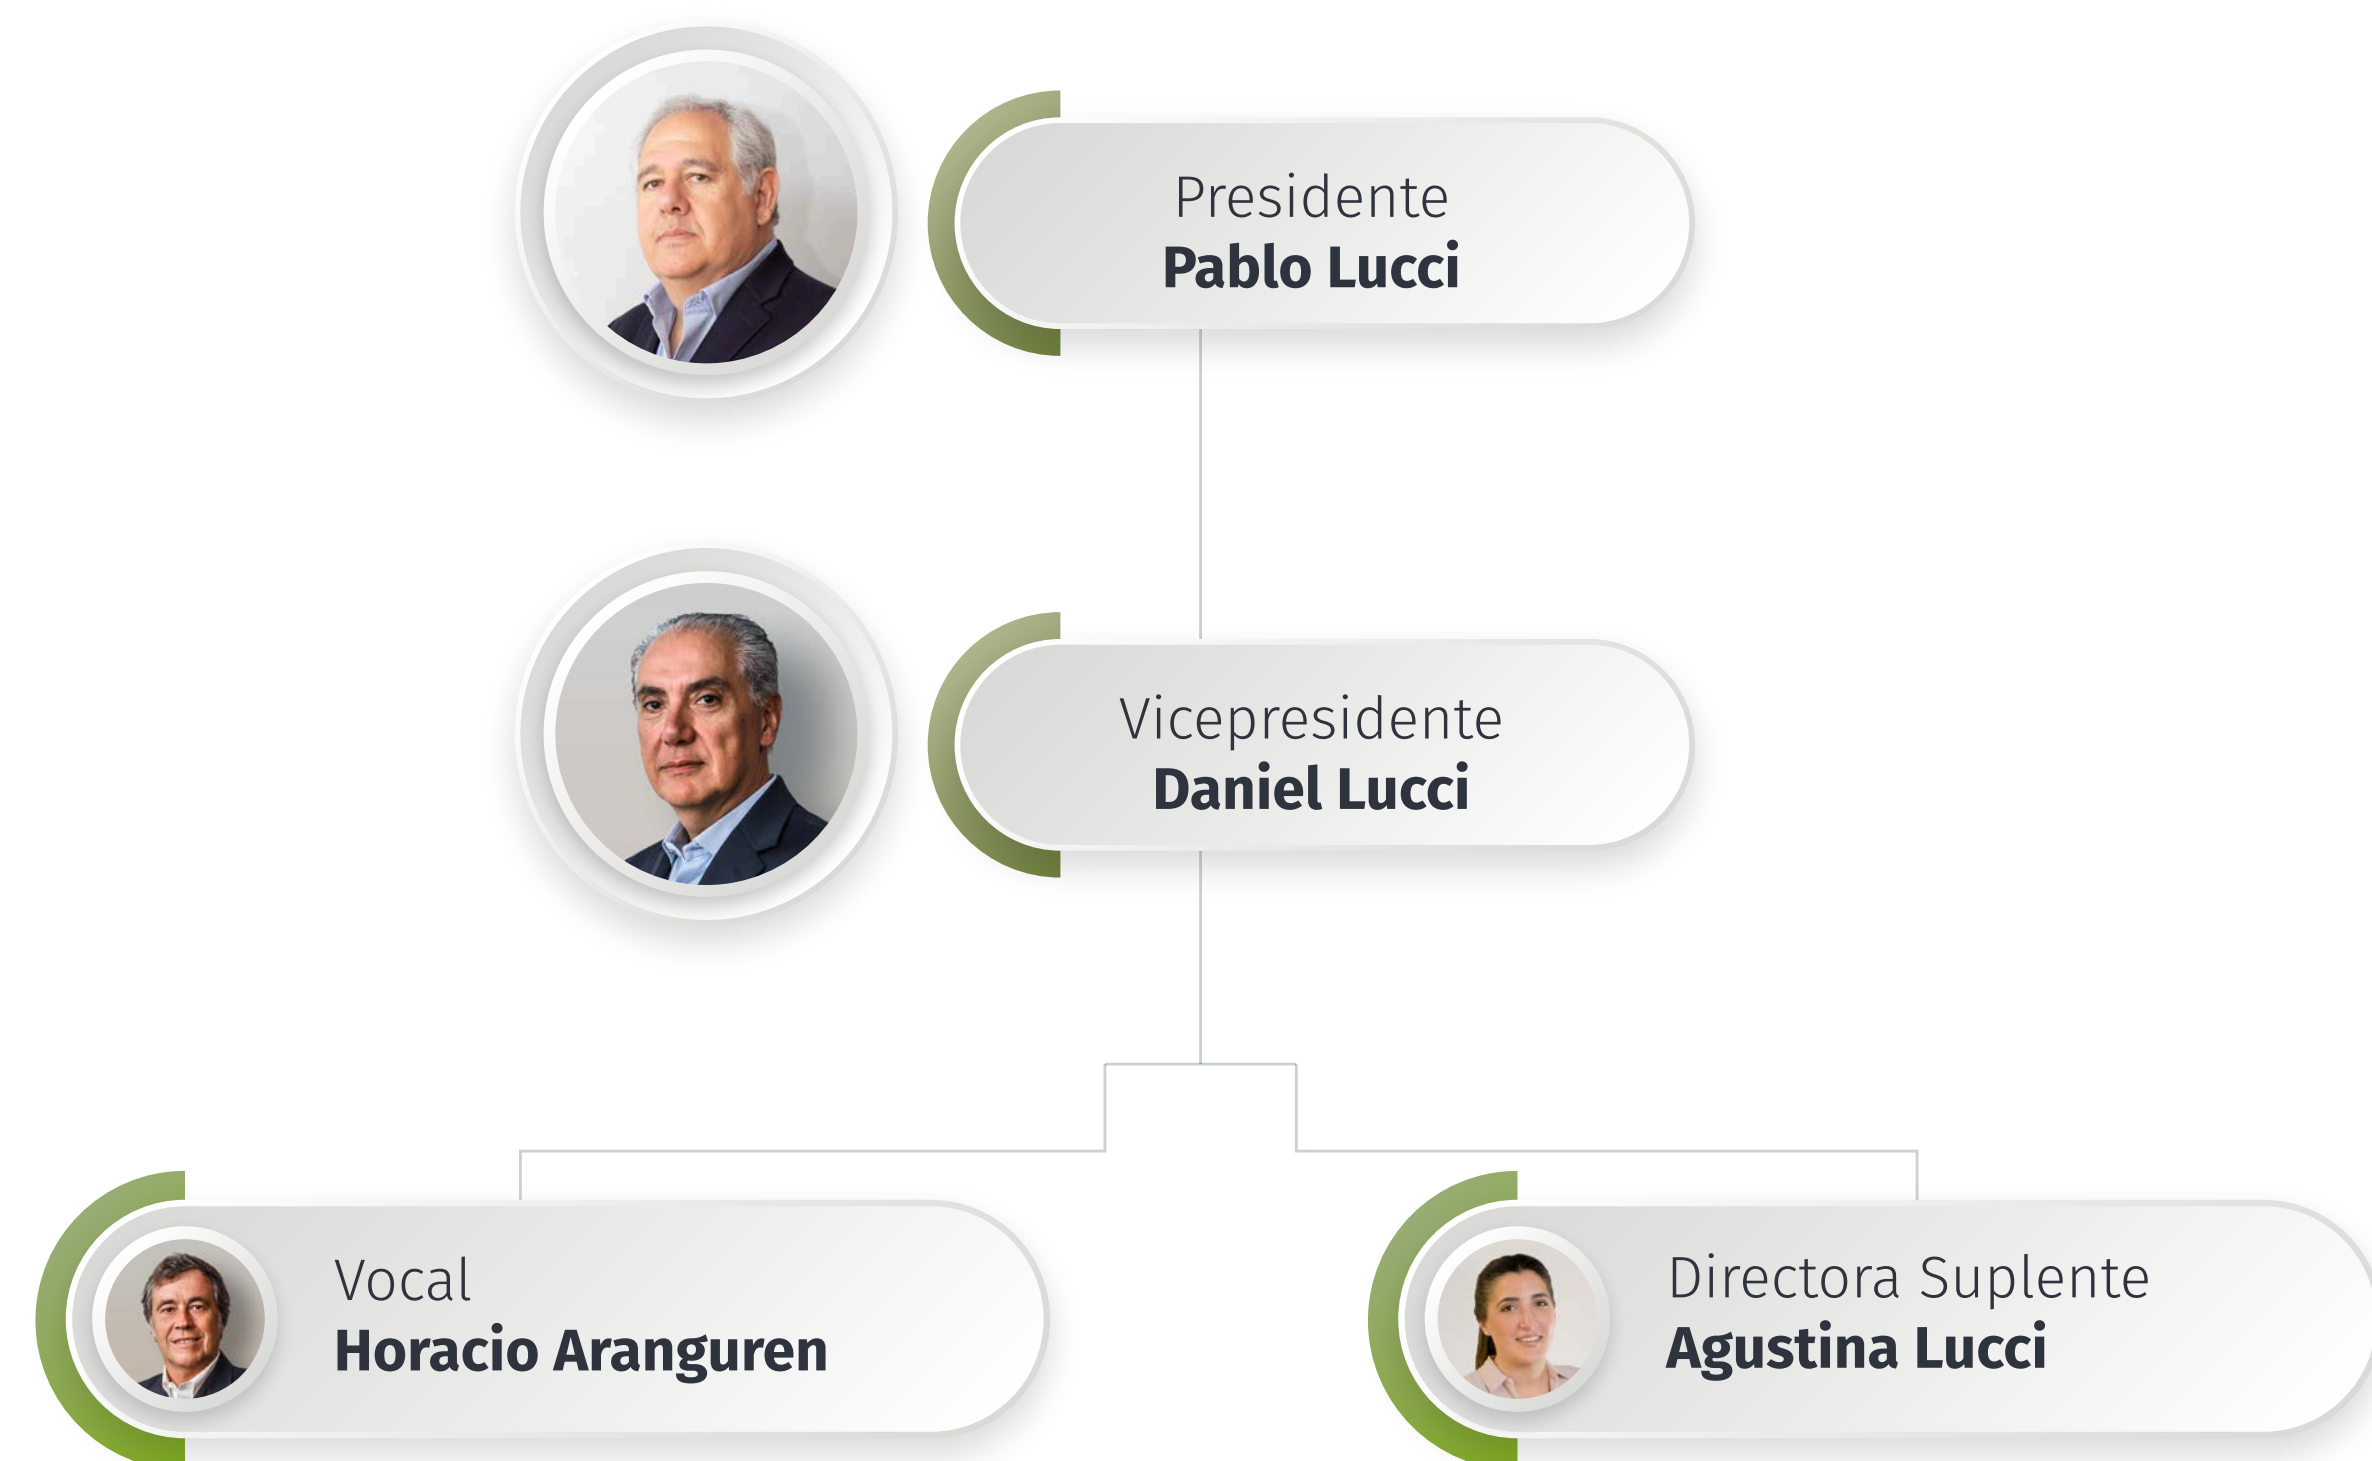 Presidente
Pablo Lucci
Vicepresidente
Daniel Lucci
Vocal
Horacio Aranguren
Directora Suplente
Agustina Lucci